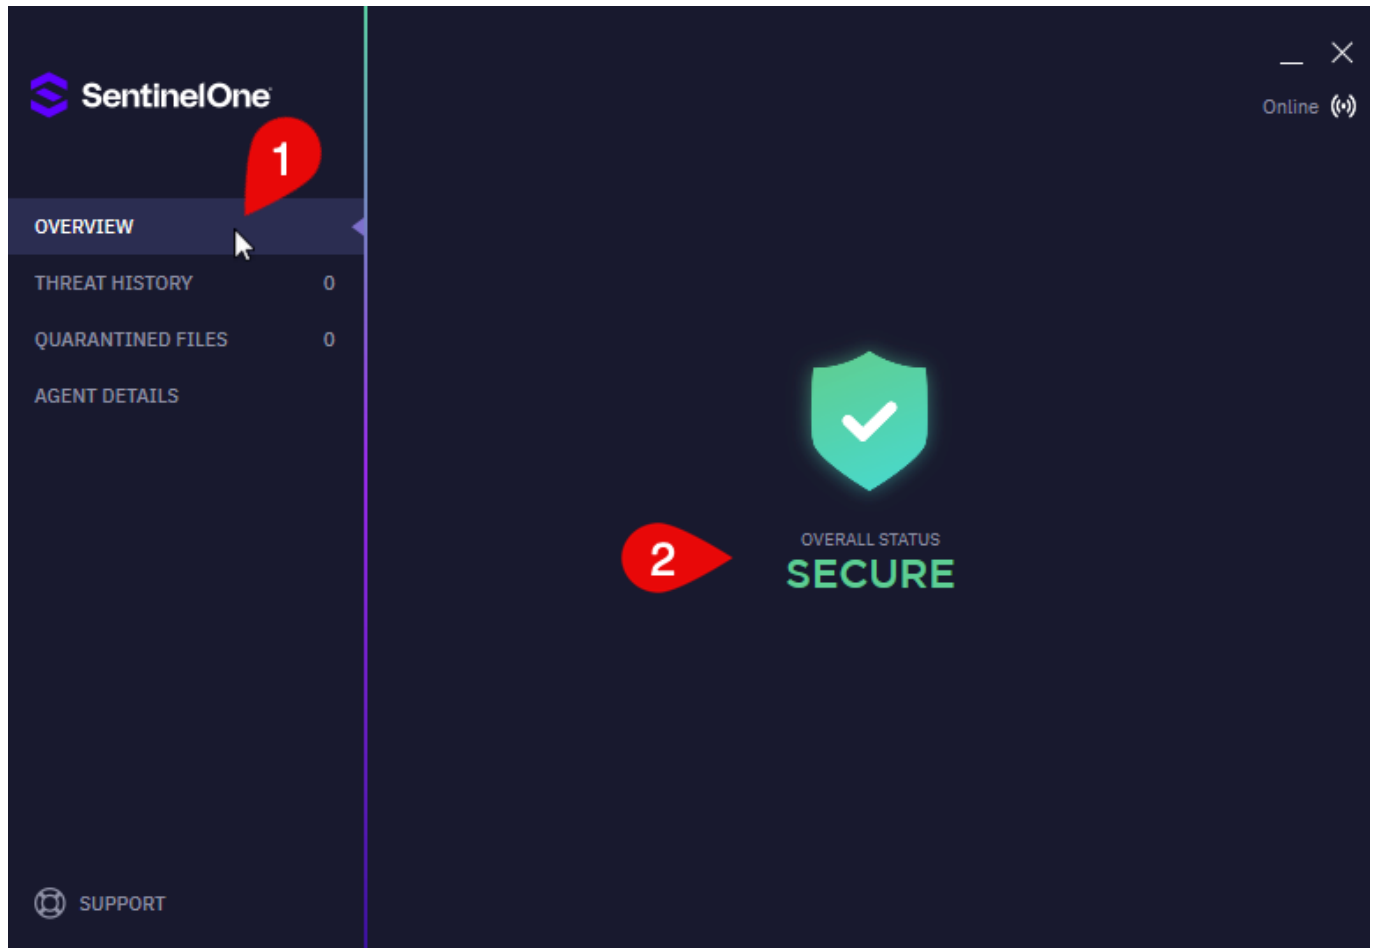 SentinelOne
Online
1
OVERVIEW
THREAT HISTORY 0
QUARANTINED FILES 0
AGENT DETAILS
2
OVERALL STATUS
SECURE
SUPPORT